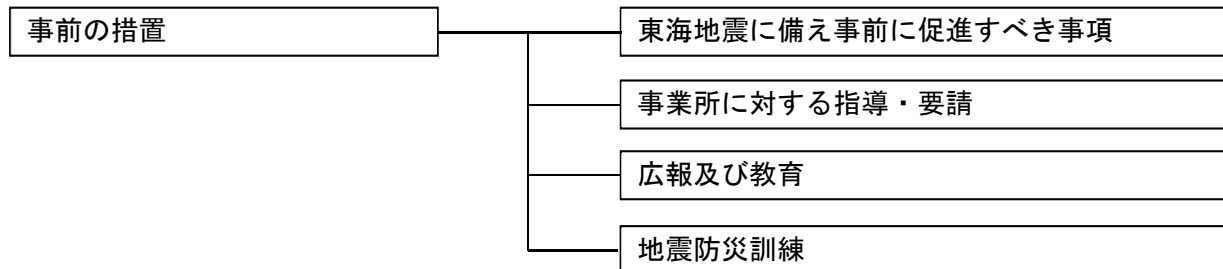 事前の措置
東海地震に備え事前に促進すべき事項
事業所に対する指導・要請
広報及び教育
地震防災訓練